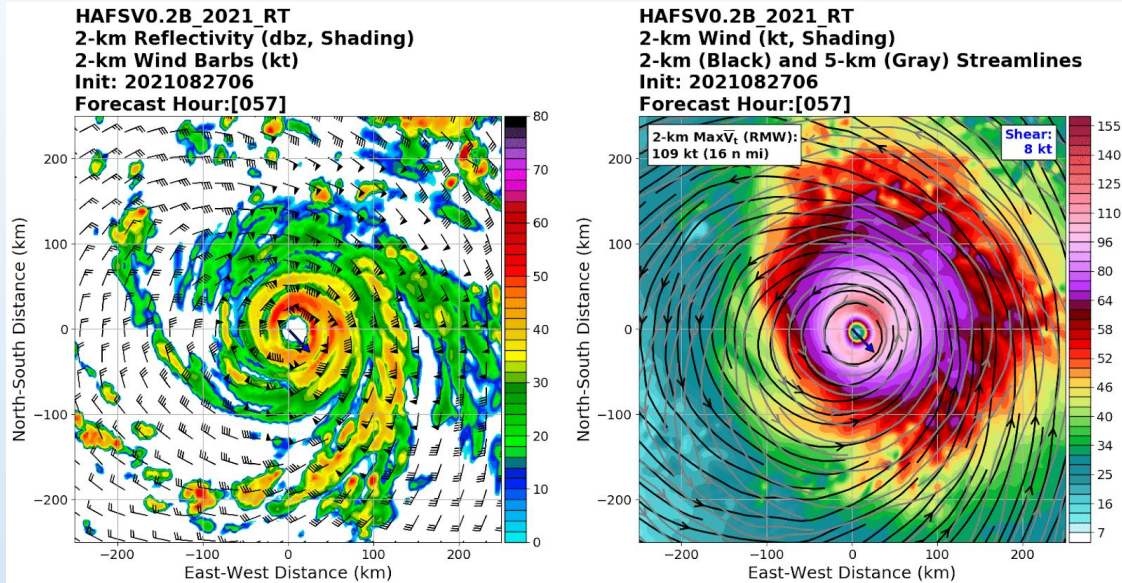 HAFSV0.2B_2021_RT
2-km Reflectivity (dbz, Shading)
2-km Wind Barbs (kt)
Init: 2021082706
Forecast Hour:[057]
North-South Distance (km)
200
100
0
−100
−200
−200 −100 0 100 200
East-West Distance (km)
80
70
60
50
40
30
20
10
0
HAFSV0.2B_2021_RT
2-km Wind (kt, Shading)
2-km (Black) and 5-km (Gray) Streamlines
Init: 2021082706
Forecast Hour:[057]
2-km MaxV̅t (RMW):
109 kt (16 n mi)
Shear:
8 kt
North-South Distance (km)
200
100
0
−100
−200
−200 −100 0 100 200
East-West Distance (km)
155
140
125
110
96
80
64
58
52
46
40
34
25
16
7